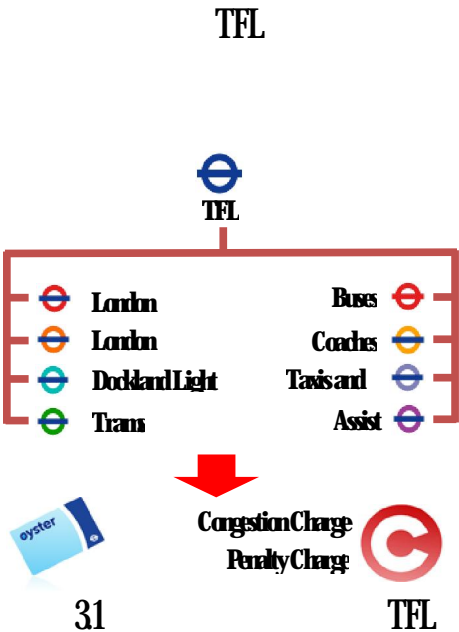 TFL
TFL
London
London
Dockland Light
Trams
Buses
Coaches
Taxis and
Assist
Congestion Charge
Penalty Charge
oyster
31
TFL